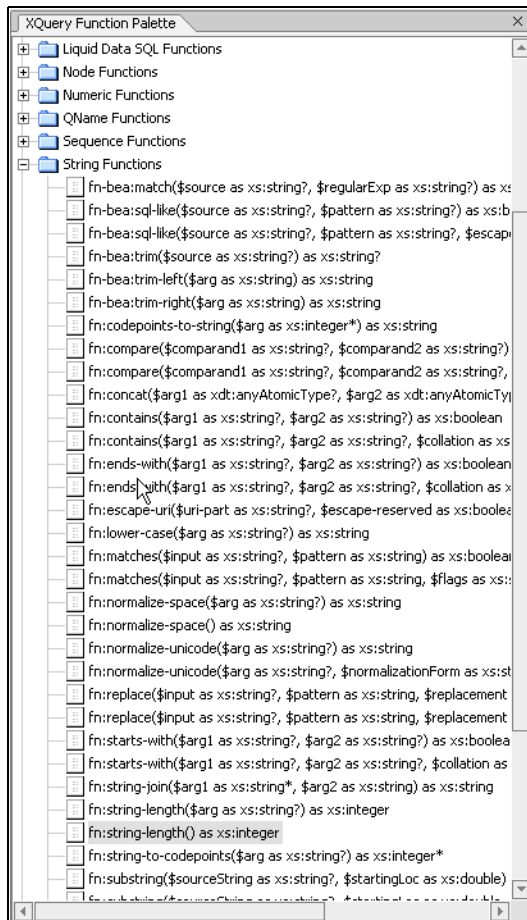 XQuery Function Palette
Liquid Data SQL Functions
Node Functions
Numeric Functions
QName Functions
Sequence Functions
String Functions
fn-bea:match($source as xs:string?, $regularExp as xs:string?) as xs
fn-bea:sql-like($source as xs:string?, $pattern as xs:string?) as xs:b
fn-bea:sql-like($source as xs:string?, $pattern as xs:string?, $escap
fn-bea:trim($source as xs:string?) as xs:string?
fn-bea:trim-left($arg as xs:string) as xs:string
fn-bea:trim-right($arg as xs:string) as xs:string
fn:codepoints-to-string($arg as xs:integer*) as xs:string
fn:compare($comparand1 as xs:string?, $comparand2 as xs:string?)
fn:compare($comparand1 as xs:string?, $comparand2 as xs:string?,
fn:concat($arg1 as xdt:anyAtomicType?, $arg2 as xdt:anyAtomicTy
fn:contains($arg1 as xs:string?, $arg2 as xs:string?) as xs:boolean
fn:contains($arg1 as xs:string?, $arg2 as xs:string?, $collation as xs
fn:ends-with($arg1 as xs:string?, $arg2 as xs:string?) as xs:boolean
fn:ends-with($arg1 as xs:string?, $arg2 as xs:string?, $collation as x
fn:escape-uri($uri-part as xs:string?, $escape-reserved as xs:boolea
fn:lower-case($arg as xs:string?) as xs:string
fn:matches($input as xs:string?, $pattern as xs:string) as xs:boolea
fn:matches($input as xs:string?, $pattern as xs:string, $flags as xs:
fn:normalize-space($arg as xs:string?) as xs:string
fn:normalize-space() as xs:string
fn:normalize-unicode($arg as xs:string?) as xs:string
fn:normalize-unicode($arg as xs:string?, $normalizationForm as xs:st
fn:replace($input as xs:string?, $pattern as xs:string, $replacement
fn:replace($input as xs:string?, $pattern as xs:string, $replacement
fn:starts-with($arg1 as xs:string?, $arg2 as xs:string?) as xs:boolea
fn:starts-with($arg1 as xs:string?, $arg2 as xs:string?, $collation as
fn:string-join($arg1 as xs:string*, $arg2 as xs:string) as xs:string
fn:string-length($arg as xs:string?) as xs:integer
fn:string-length() as xs:integer
fn:string-to-codepoints($arg as xs:string?) as xs:integer*
fn:substring($sourceString as xs:string?, $startingLoc as xs:double)